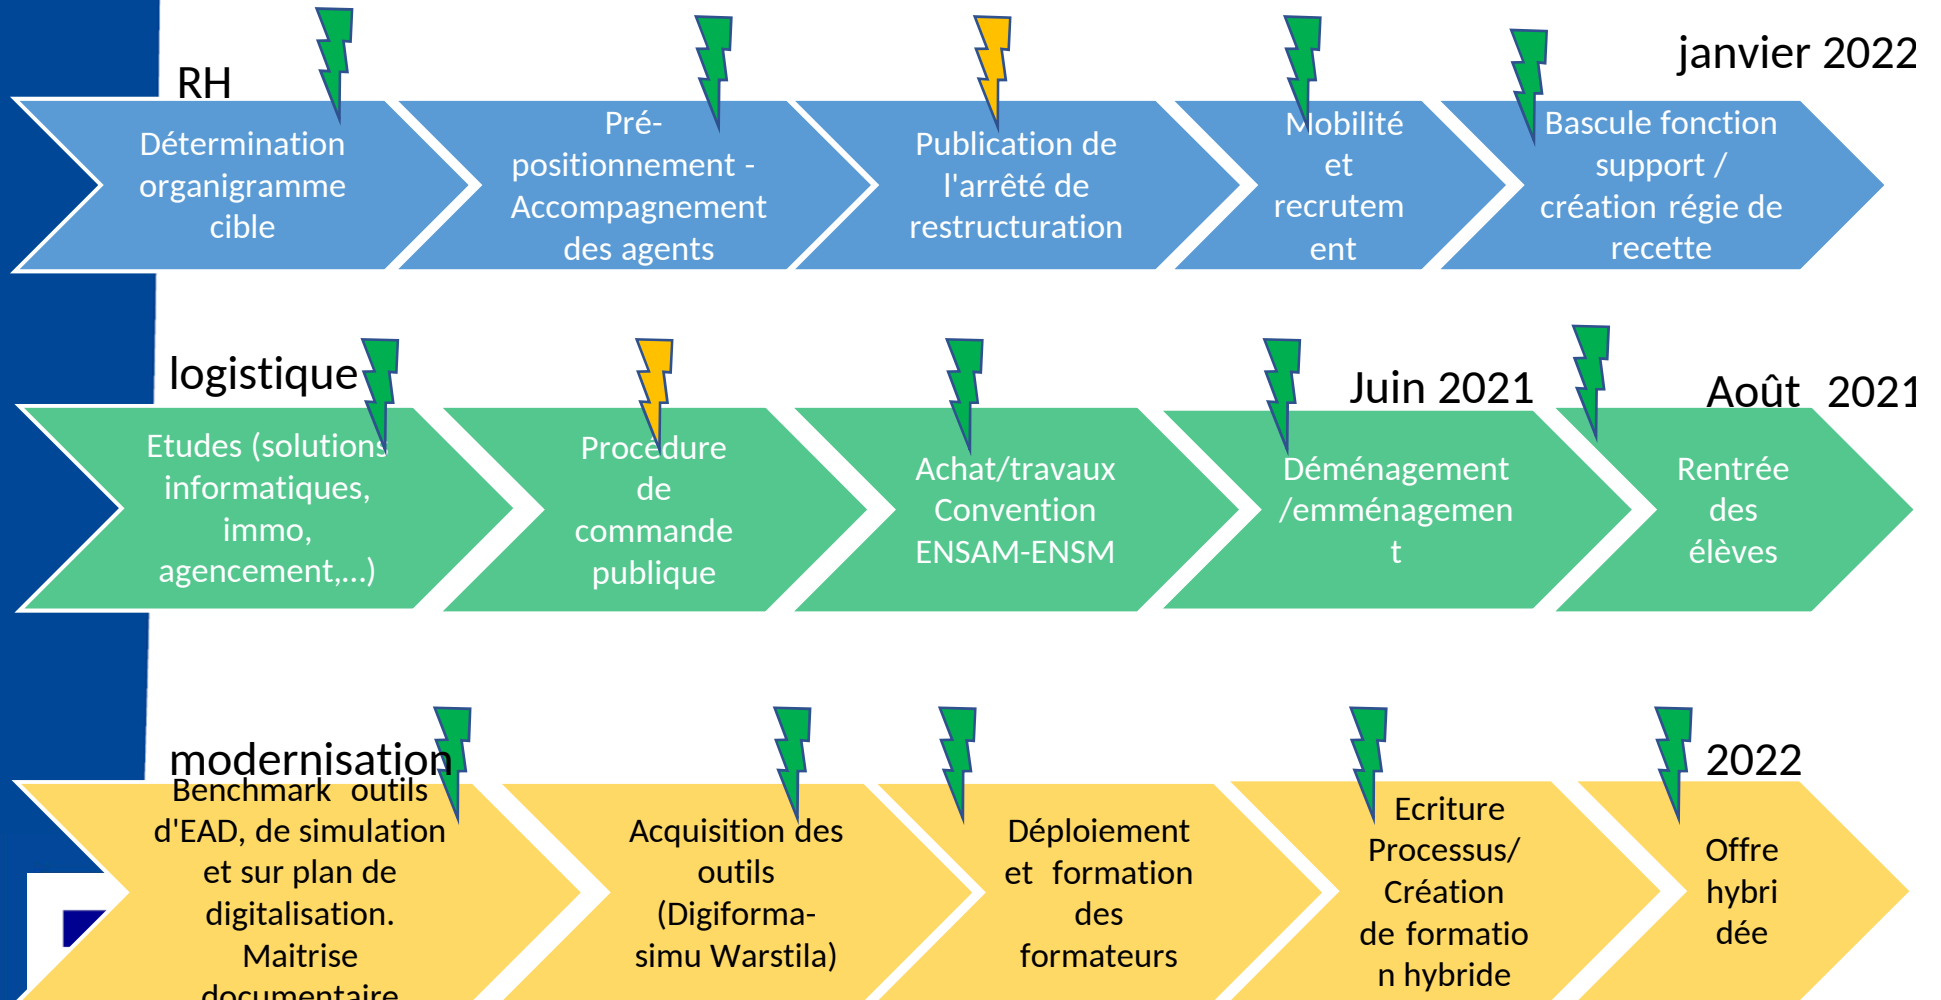 RH
janvier 2022
Détermination
organigramme
cible
Pré-
positionnement -
Accompagnement
des agents
Publication de
l'arrêté de
restructuration
Mobilité
et
recrutem
ent
Bascule fonction
support /
création régie de
recette
logistique
Juin 2021
Août 2021
Etudes (solutions
informatiques,
immo,
agencement,...)
Procédure
de
commande
publique
Achat/travaux
Convention
ENSAM-ENSM
Déménagement
/emménagemen
t
Rentrée
des
élèves
modernisation
2022
Benchmark outils
d'EAD, de simulation
et sur plan de
digitalisation.
Maitrise
documentaire
Acquisition des
outils
(Digiforma-
simu Warstila)
Déploiement
et formation
des
formateurs
Ecriture
Processus/
Création
de formatio
n hybride
Offre
hybri
dée